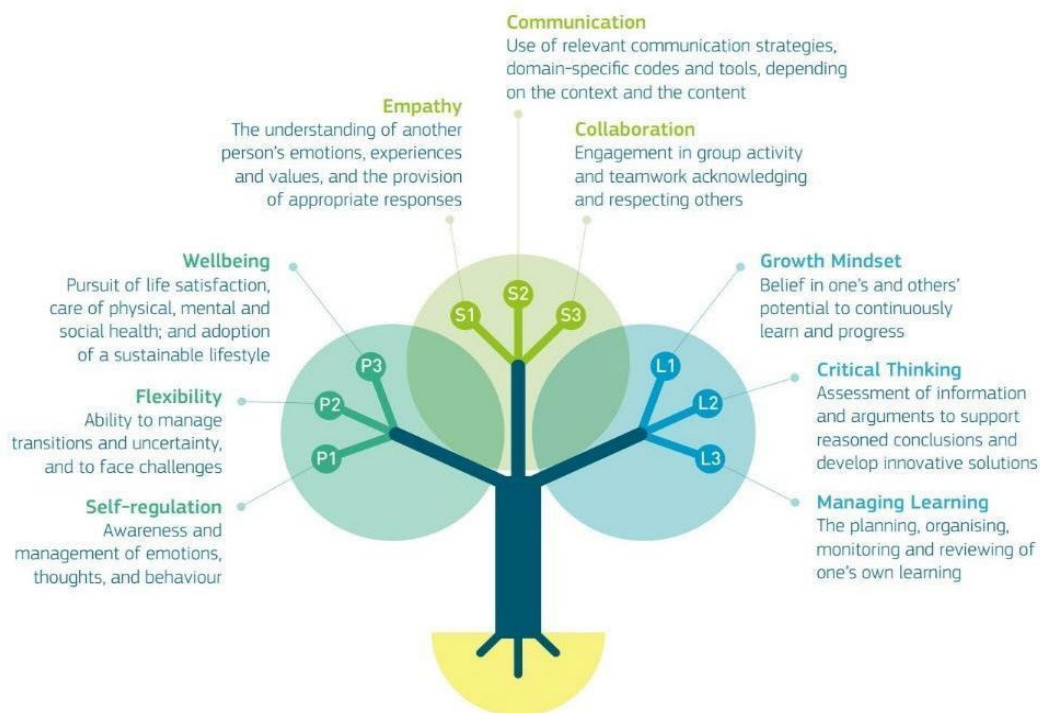 Communication
Use of relevant communication strategies,
domain-specific codes and tools, depending
on the context and the content
Empathy
The understanding of another
person's emotions, experiences
and values, and the provision
of appropriate responses
Collaboration
Engagement in group activity
and teamwork acknowledging
and respecting others
Wellbeing
Pursuit of life satisfaction,
care of physical, mental and
social health; and adoption
of a sustainable lifestyle
Flexibility
Ability to manage
transitions and uncertainty,
and to face challenges
Self-regulation
Awareness and
management of emotions,
thoughts, and behaviour
P1
P2
P3
S1
S2
S3
L1
L2
L3
Growth Mindset
Belief in one's and others'
potential to continuously
learn and progress
Critical Thinking
Assessment of information
and arguments to support
reasoned conclusions and
develop innovative solutions
Managing Learning
The planning, organising,
monitoring and reviewing of
one's own learning